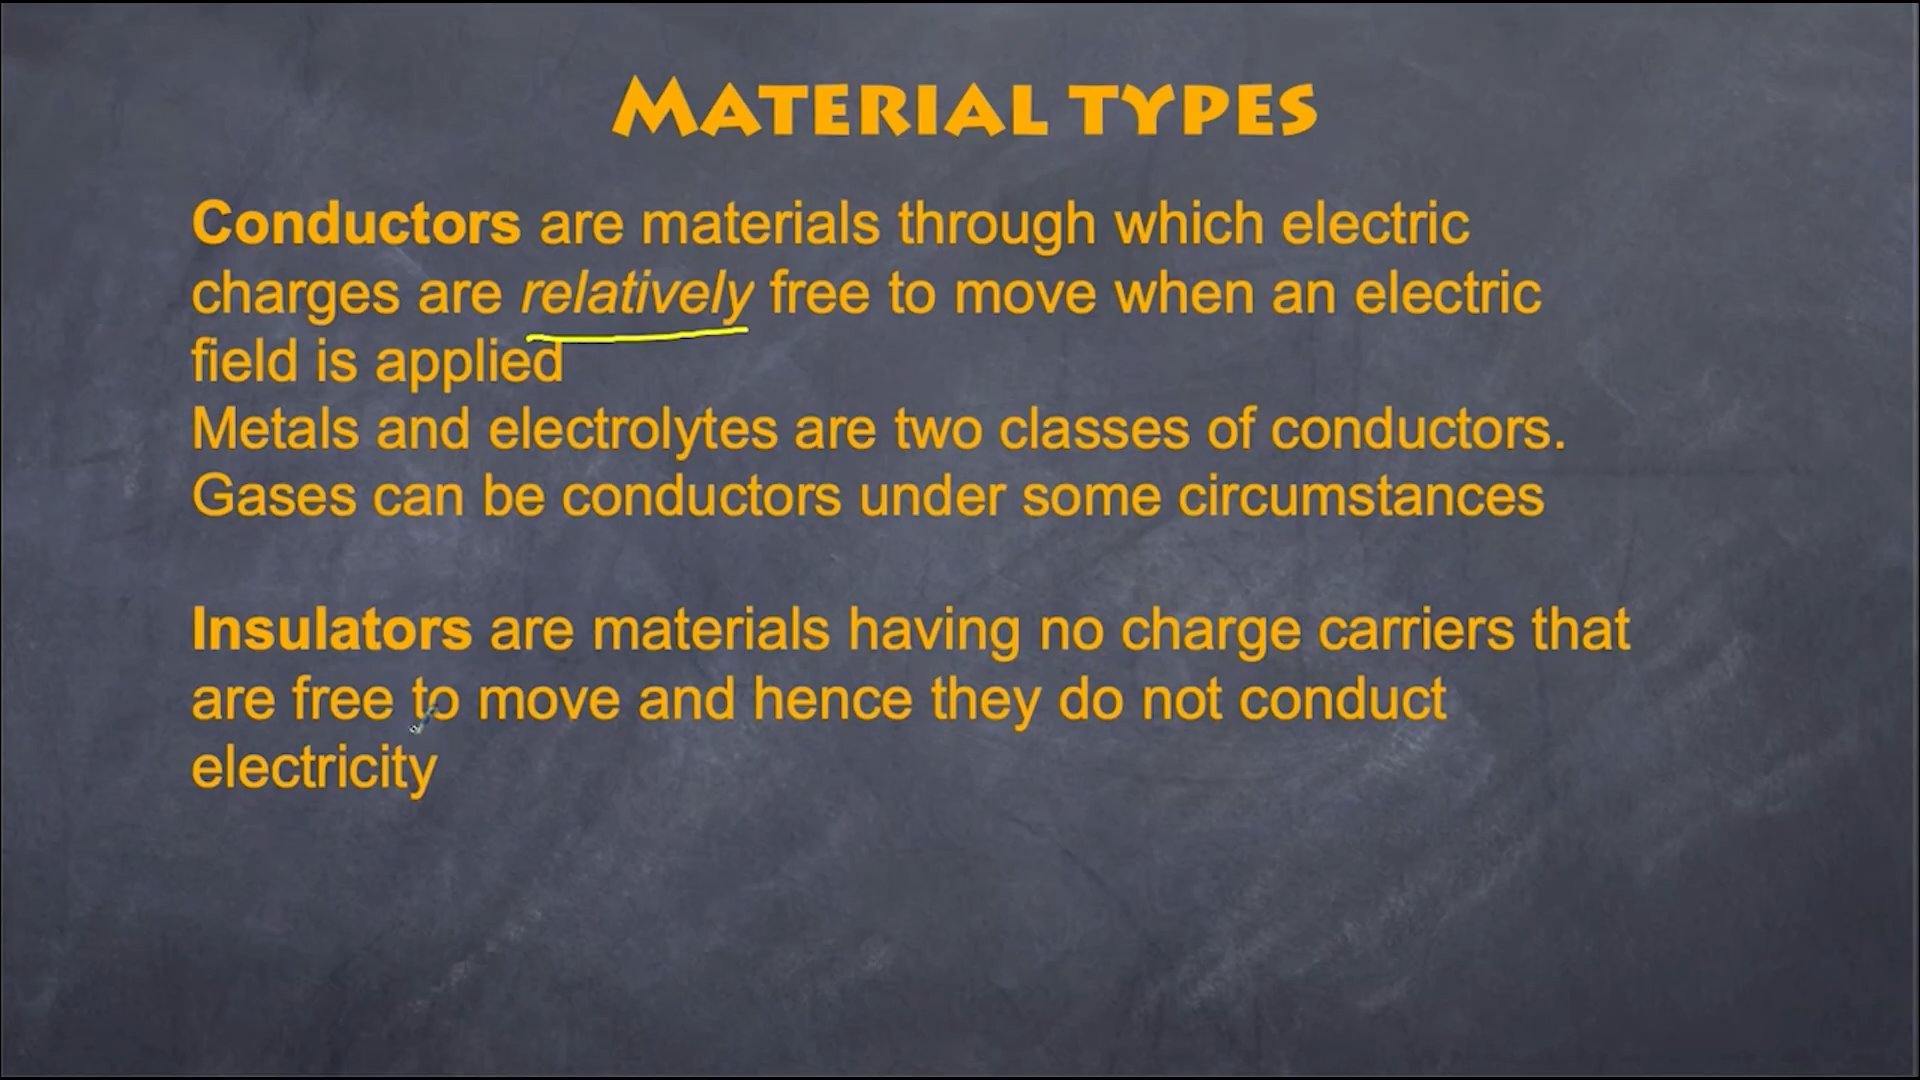 MATERIAL TYPES
Conductors are materials through which electric
charges are relatively free to move when an electric
field is applied
Metals and electrolytes are two classes of conductors.
Gases can be conductors under some circumstances
Insulators are materials having no charge carriers that
are free to move and hence they do not conduct
electricity